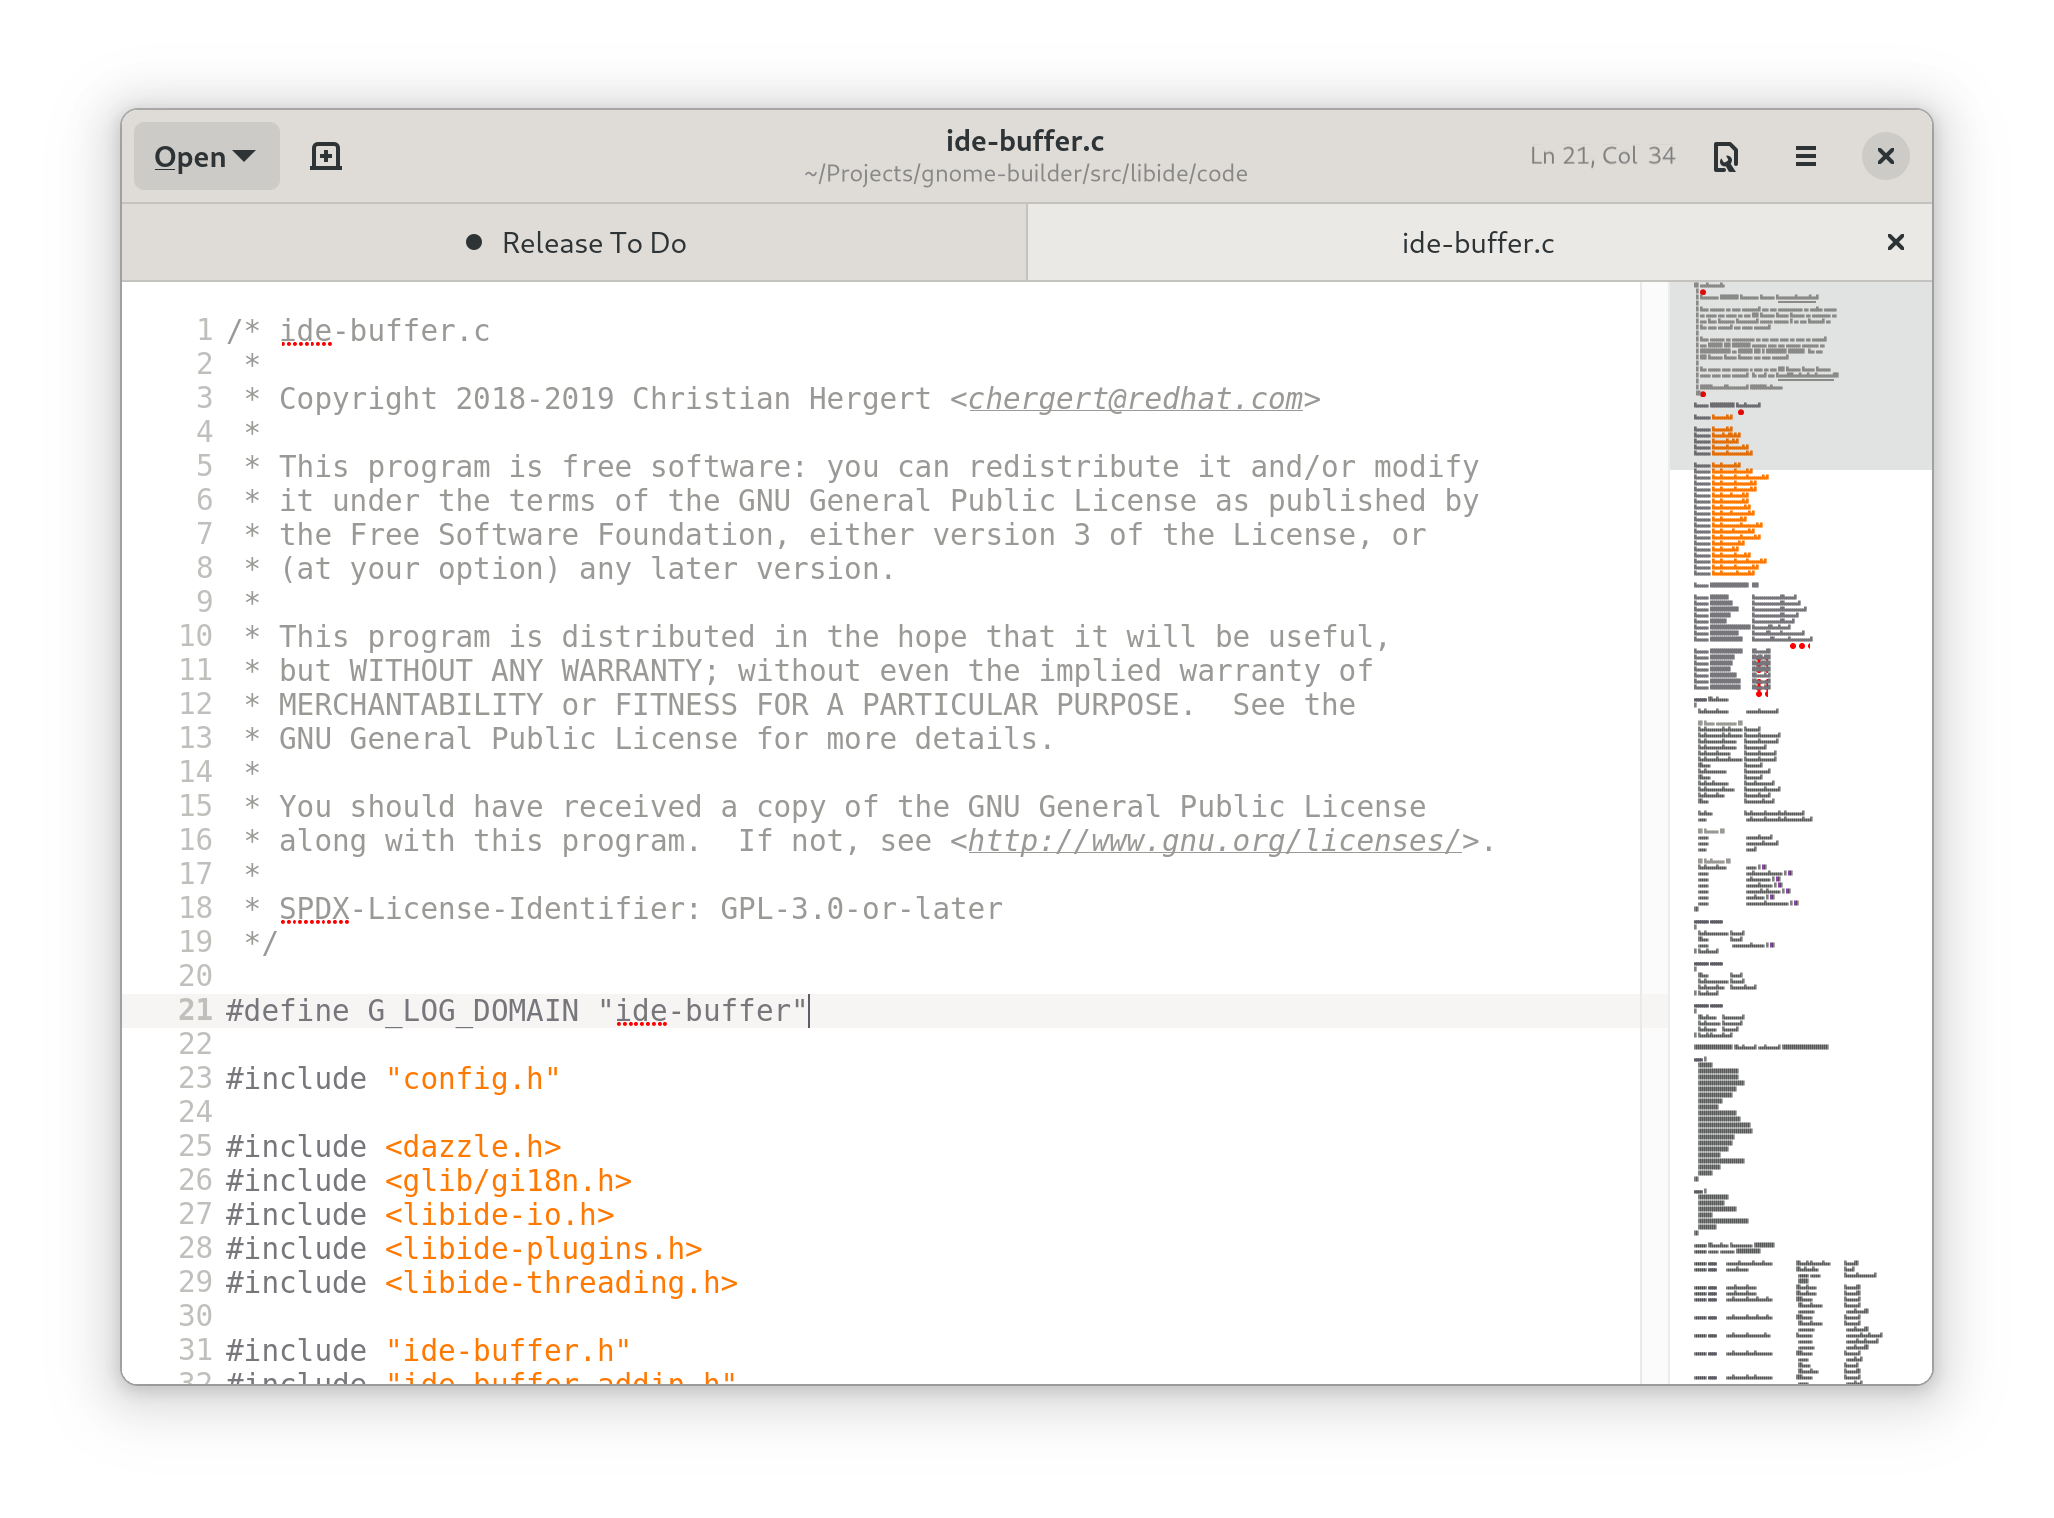 Open
ide-buffer.c
~/Projects/gnome-builder/src/libide/code
Ln 21, Col 34
Release To Do
ide-buffer.c
1 /* ide-buffer.c
2  *
3  * Copyright 2018-2019 Christian Hergert <chergert@redhat.com>
4  *
5  * This program is free software: you can redistribute it and/or modify
6  * it under the terms of the GNU General Public License as published by
7  * the Free Software Foundation, either version 3 of the License, or
8  * (at your option) any later version.
9  *
10  * This program is distributed in the hope that it will be useful,
11  * but WITHOUT ANY WARRANTY; without even the implied warranty of
12  * MERCHANTABILITY or FITNESS FOR A PARTICULAR PURPOSE.  See the
13  * GNU General Public License for more details.
14  *
15  * You should have received a copy of the GNU General Public License
16  * along with this program.  If not, see <http://www.gnu.org/licenses/>.
17  *
18  * SPDX-License-Identifier: GPL-3.0-or-later
19  */
20
21 #define G_LOG_DOMAIN "ide-buffer"
22
23 #include "config.h"
24
25 #include <dazzle.h>
26 #include <glib/gi18n.h>
27 #include <libide-io.h>
28 #include <libide-plugins.h>
29 #include <libide-threading.h>
30
31 #include "ide-buffer.h"
32 #include "ide-buffer-addin.h"